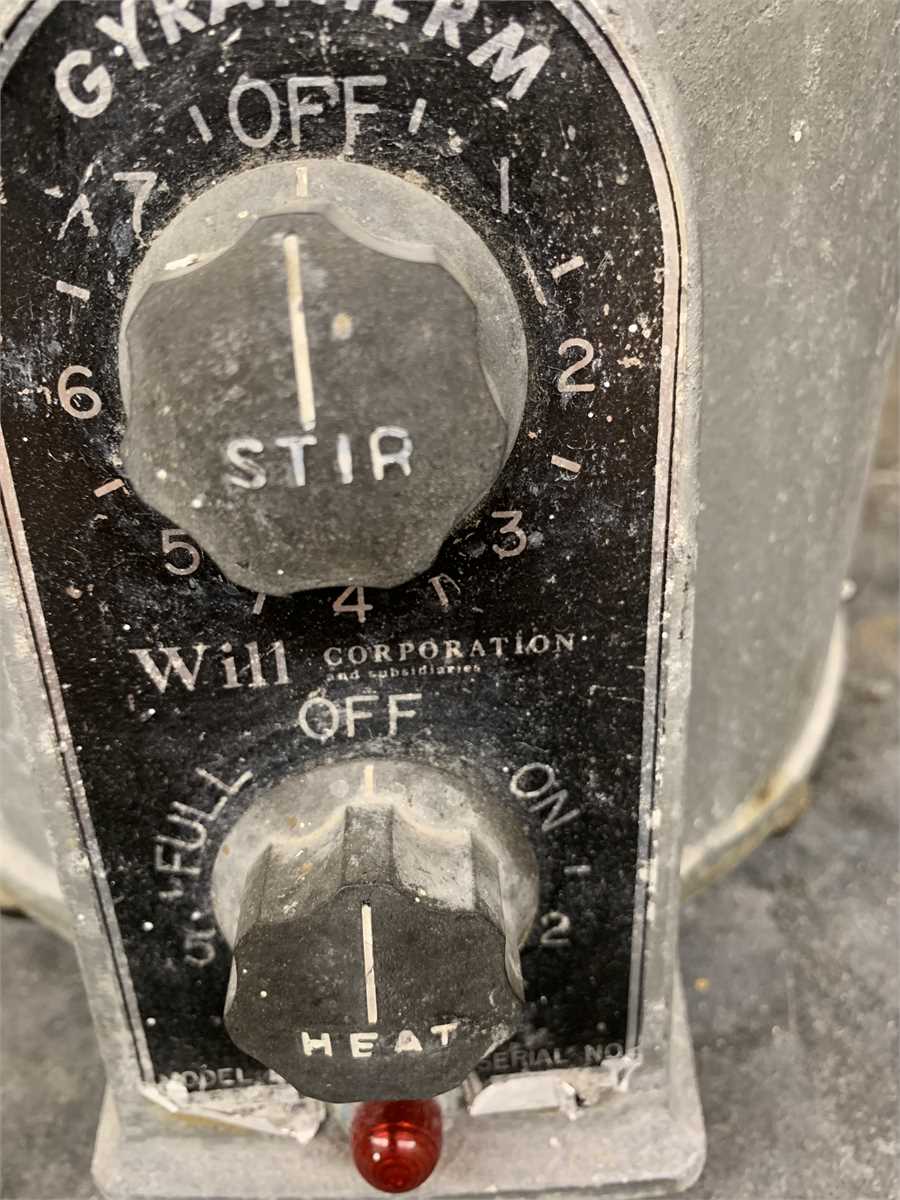 GYRATHERM
OFF
7 1
6 2
5 3
4
STIR
Will CORPORATION
and subsidiaries
OFF
FULL ON
5 2
HEAT
MODEL SERIAL NO.